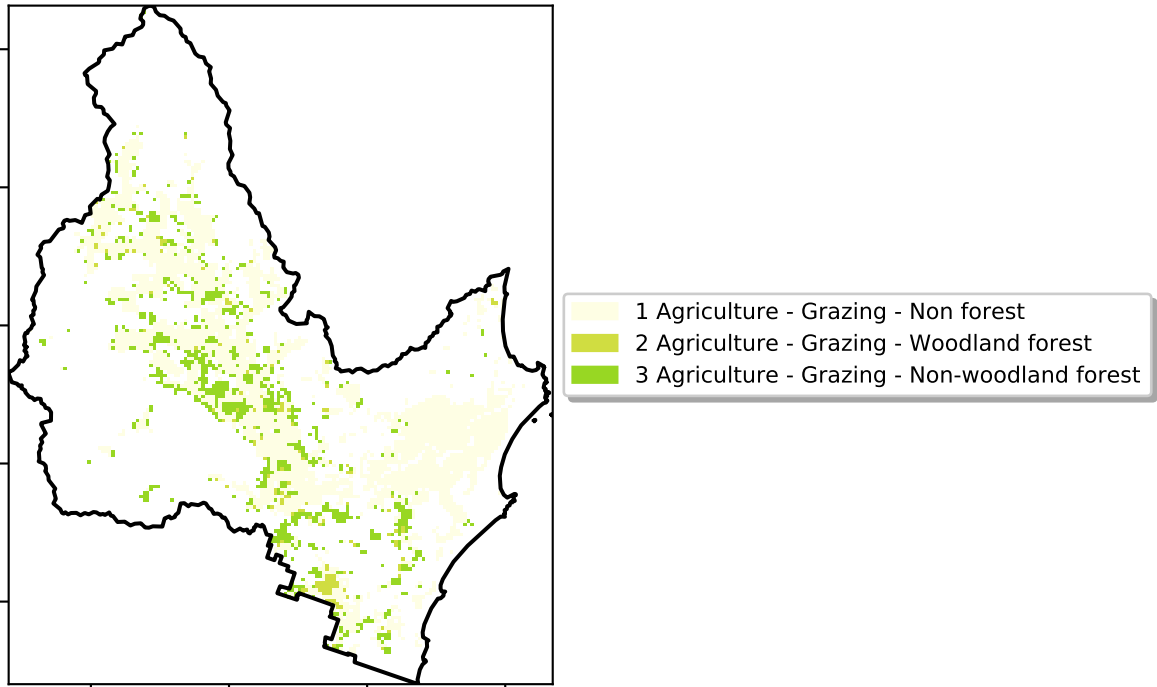 1 Agriculture - Grazing - Non forest
2 Agriculture - Grazing - Woodland forest
3 Agriculture - Grazing - Non-woodland forest